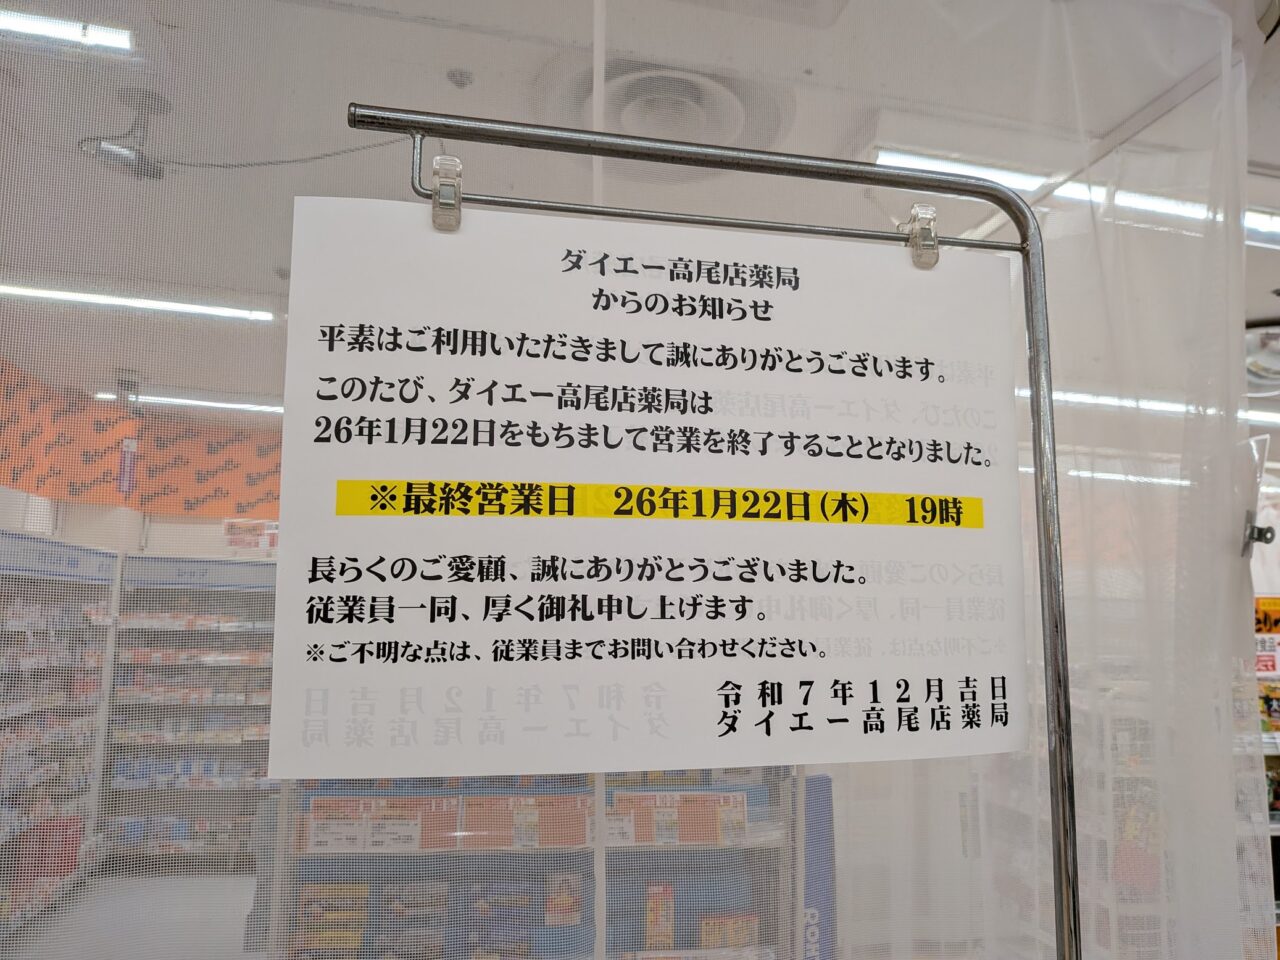 ダイエー高尾店薬局
からのお知らせ
平素はご利用いただきまして誠にありがとうございます。
このたび、ダイエー高尾店薬局は
26年1月22日をもちまして営業を終了することとなりました。
※最終営業日 26年1月22日(木) 19時
長らくのご愛顧、誠にありがとうございました。
従業員一同、厚く御礼申し上げます。
※ご不明な点は、従業員までお問い合わせください。
令和7年12月吉日
ダイエー高尾店薬局